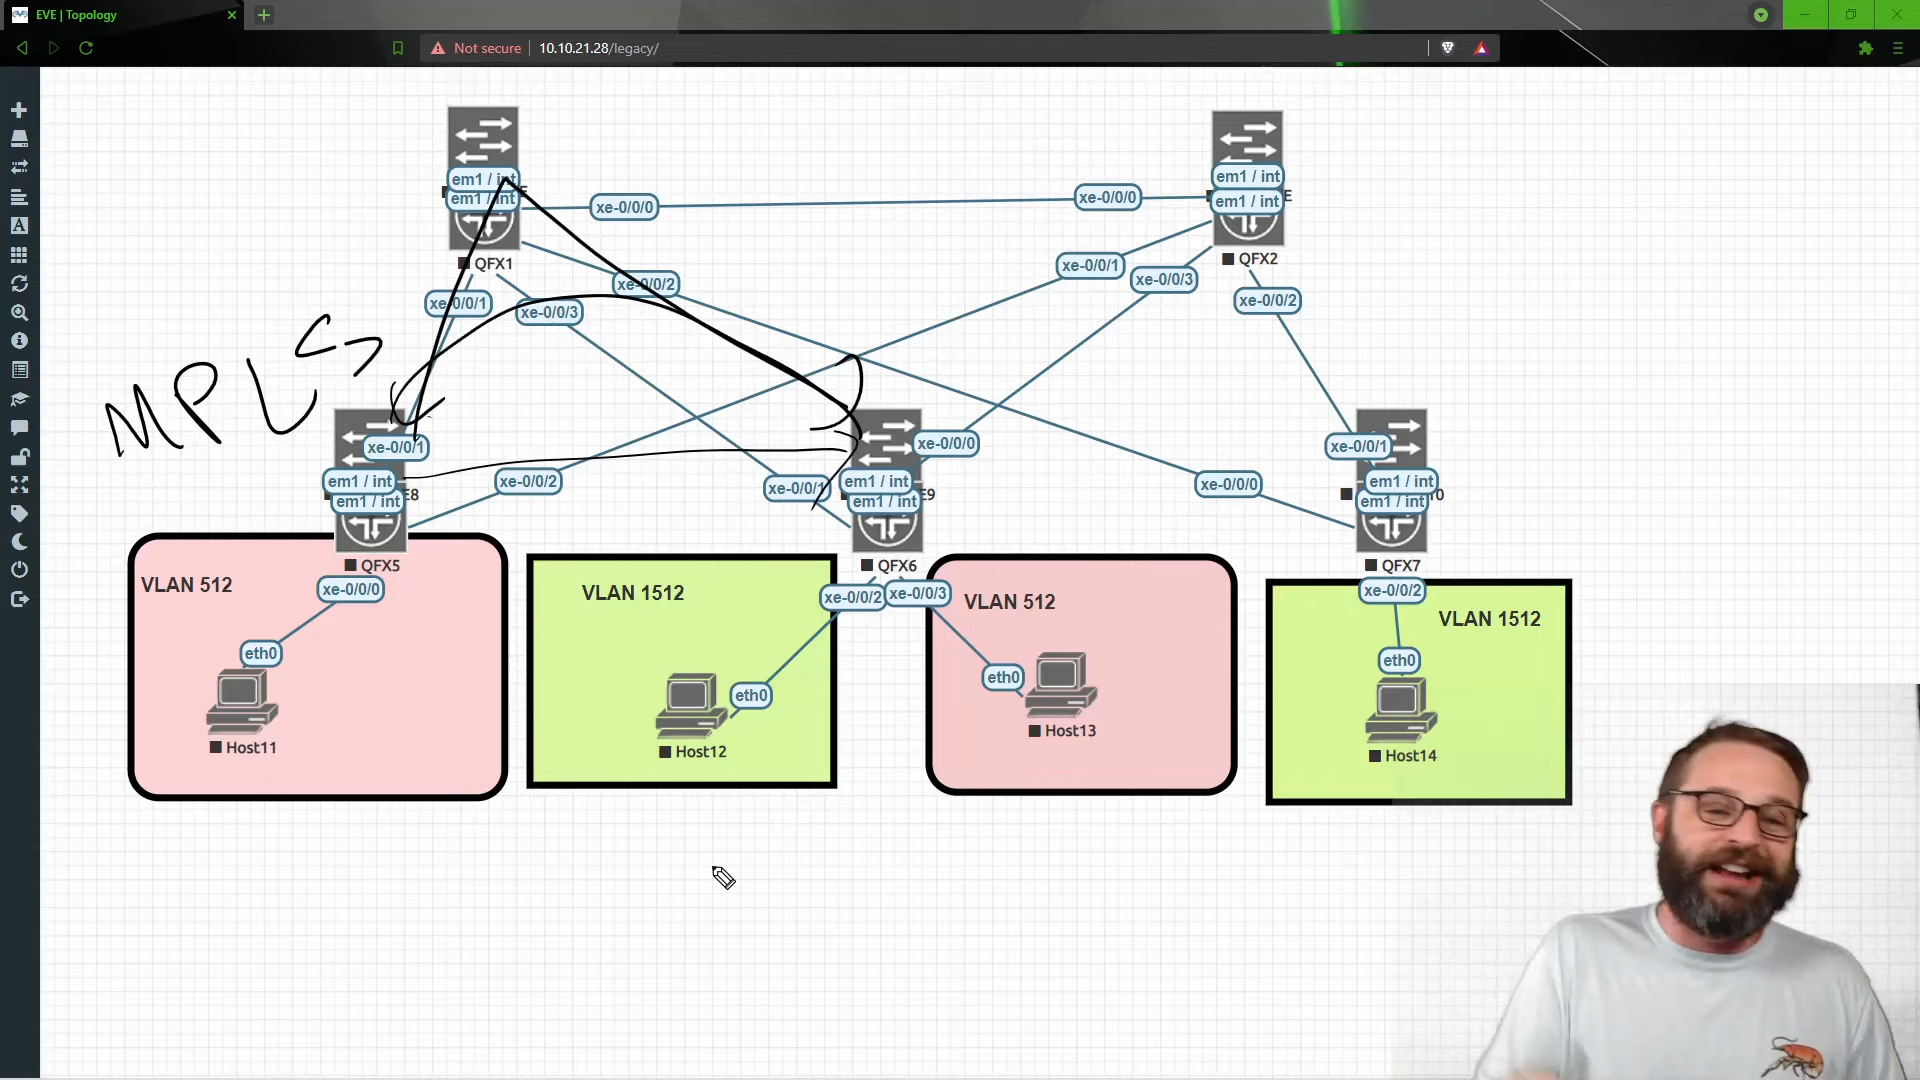 EVE | Topology
Not secure 10.10.21.28/legacy/
em1 / int
em1 / int
xe-0/0/0
xe-0/0/0
em1 / int
em1 / int
E
QFX1
QFX2
xe-0/0/1
xe-0/0/3
xe-0/0/2
xe-0/0/1
xe-0/0/3
xe-0/0/2
MPLS
xe-0/0/1
xe-0/0/0
xe-0/0/1
em1 / int
em1 / int
E8
xe-0/0/2
xe-0/0/1
em1 / int
em1 / int
E9
xe-0/0/0
em1 / int
em1 / int
0
QFX5
QFX6
QFX7
VLAN 512
xe-0/0/0
VLAN 1512
xe-0/0/2
xe-0/0/3
VLAN 512
xe-0/0/2
VLAN 1512
eth0
eth0
eth0
eth0
Host11
Host12
Host13
Host14